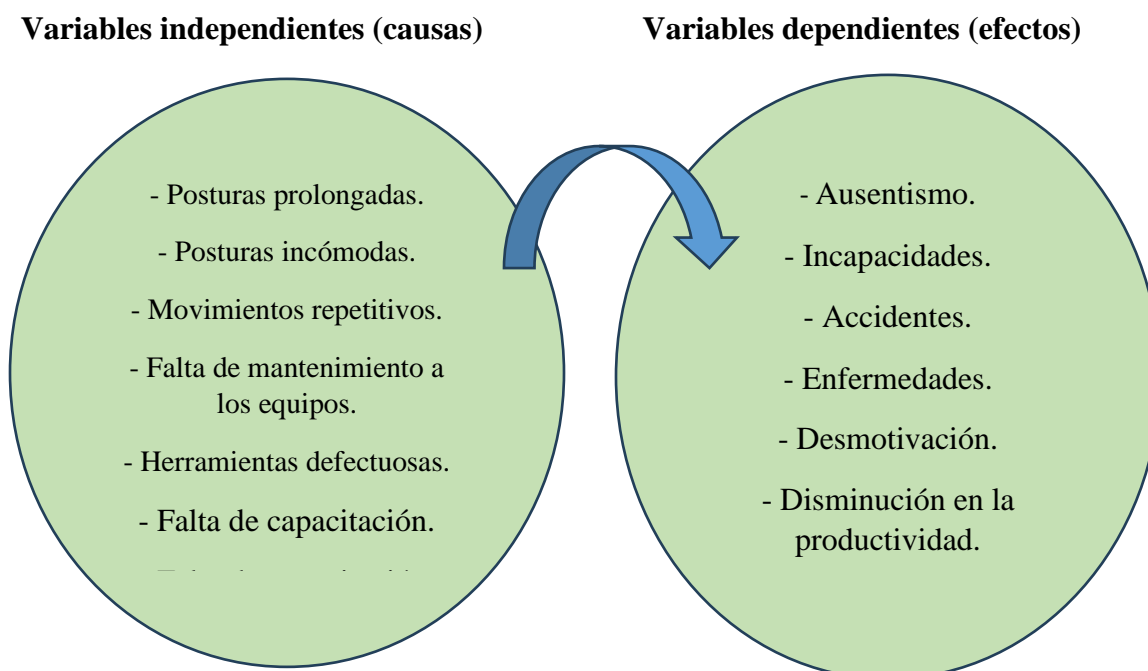 Variables independientes (causas)
Variables dependientes (efectos)
- Posturas prolongadas.
- Posturas incómodas.
- Movimientos repetitivos.
- Falta de mantenimiento a
los equipos.
- Herramientas defectuosas.
- Falta de capacitación.
- Ausentismo.
- Incapacidades.
- Accidentes.
- Enfermedades.
- Desmotivación.
- Disminución en la
productividad.